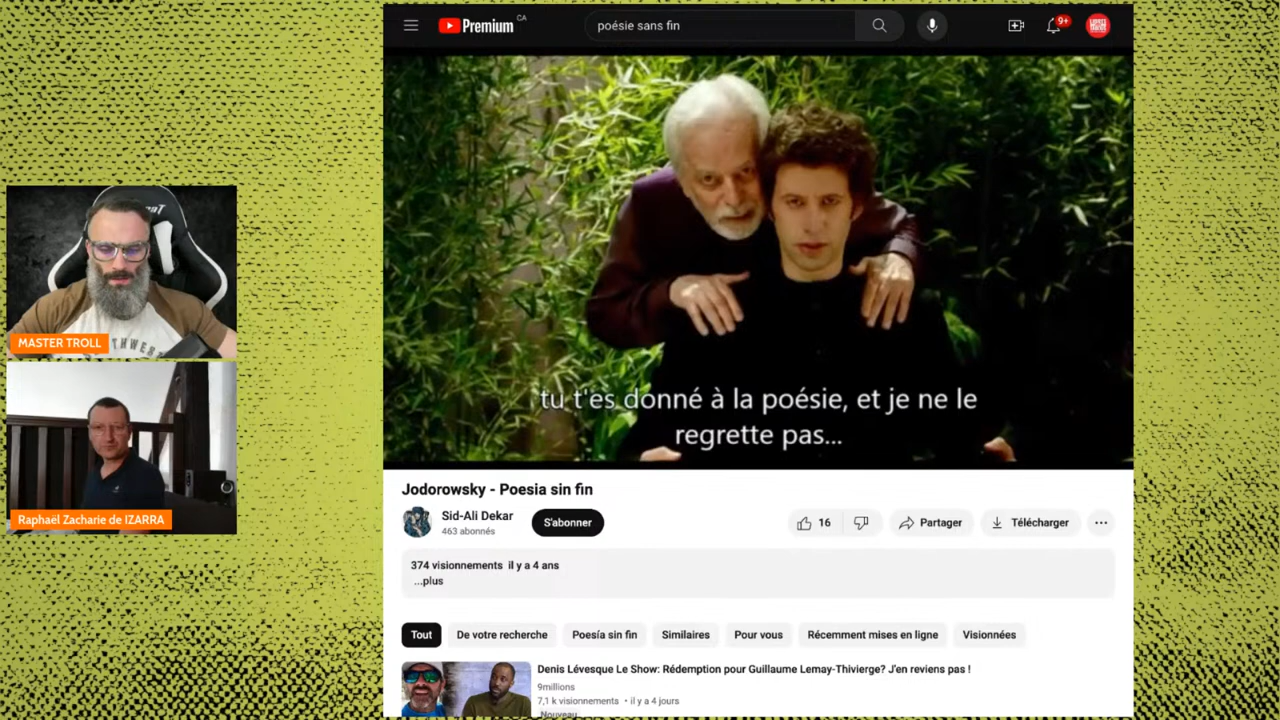 Premium CA
poésie sans fin
9+
tu t'es donné à la poésie, et je ne le
regrette pas...
MASTER TROLL
Raphaël Zacharie de IZARRA
Jodorowsky - Poesia sin fin
Sid-Ali Dekar
463 abonnés
S'abonner
16
Partager
Télécharger
374 visionnements il y a 4 ans
...plus
Tout
De votre recherche
Poesía sin fin
Similaires
Pour vous
Récemment mises en ligne
Visionnées
Denis Lévesque Le Show: Rédemption pour Guillaume Lemay-Thivierge? J'en reviens pas !
9millions
7,1 k visionnements • il y a 4 jours
Nouveau